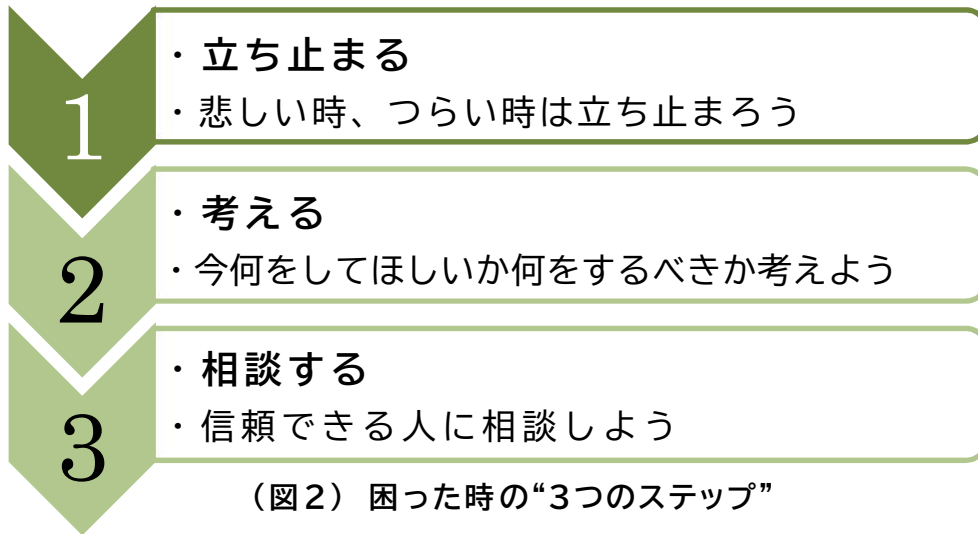 1
・立ち止まる
・悲しい時、つらい時は立ち止まろう
2
・考える
・今何をしてほしいか何をするべきか考えよう
3
・相談する
・信頼できる人に相談しよう
（図２） 困った時の“３つのステップ”